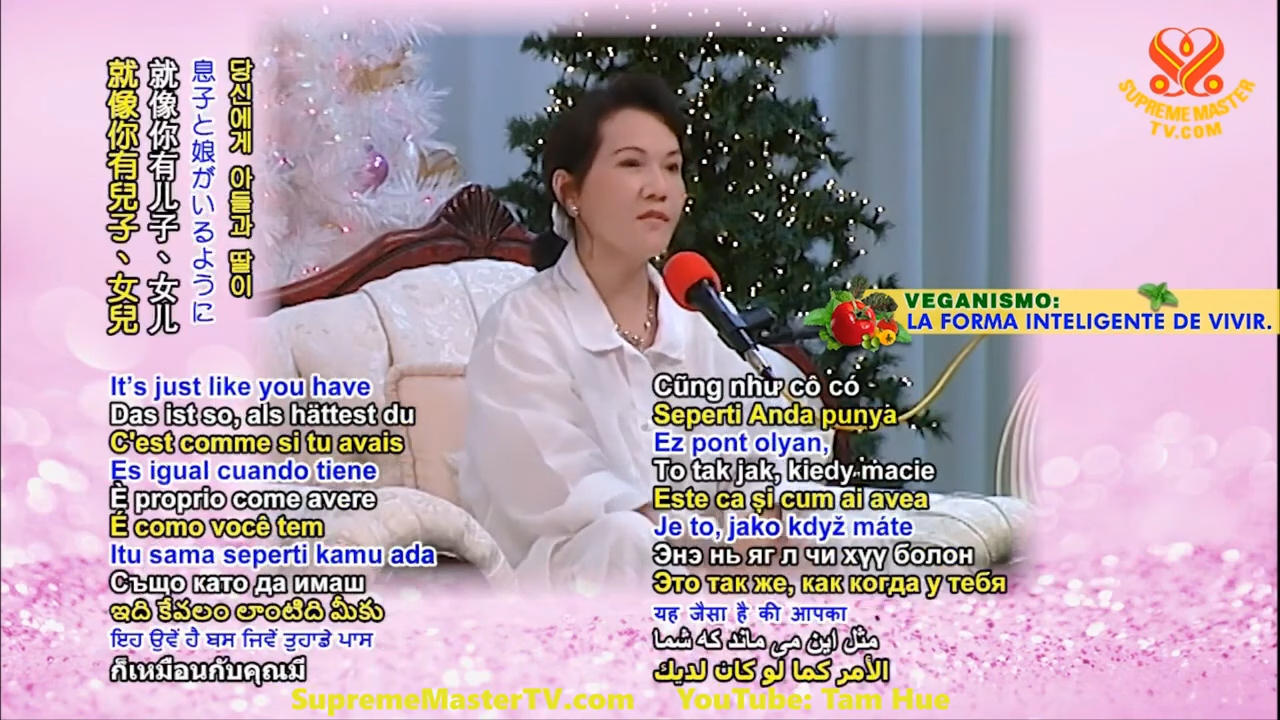 당신에게 아들과 딸이
息子と娘がいるように
就像你有儿子、女儿
就像你有兒子、女兒
SUPREME MASTER
TV.COM
VEGANISMO:
LA FORMA INTELIGENTE DE VIVIR.
It's just like you have
Das ist so, als hättest du
C'est comme si tu avais
Es igual cuando tiene
È proprio come avere
É como você tem
Itu sama seperti kamu ada
Също като да имаш
ఇది కేవలం లాంటిది మీకు
ਇਹ ਉਵੇਂ ਹੈ ਬਸ ਜਿਵੇਂ ਤੁਹਾਡੇ ਪਾਸ
ก็เหมือนกับคุณมี
Cũng như cô có
Seperti Anda punya
Ez pont olyan,
To tak jak, kiedy macie
Este ca și cum ai avea
Je to, jako když máte
Энэ нь яг л чи хүү болон
Это так же, как когда у тебя
यह जैसा है की आपका
مثل این می ماند که شما
الأمر كما لو كان لديك
SupremeMasterTV.com YouTube: Tam Hue